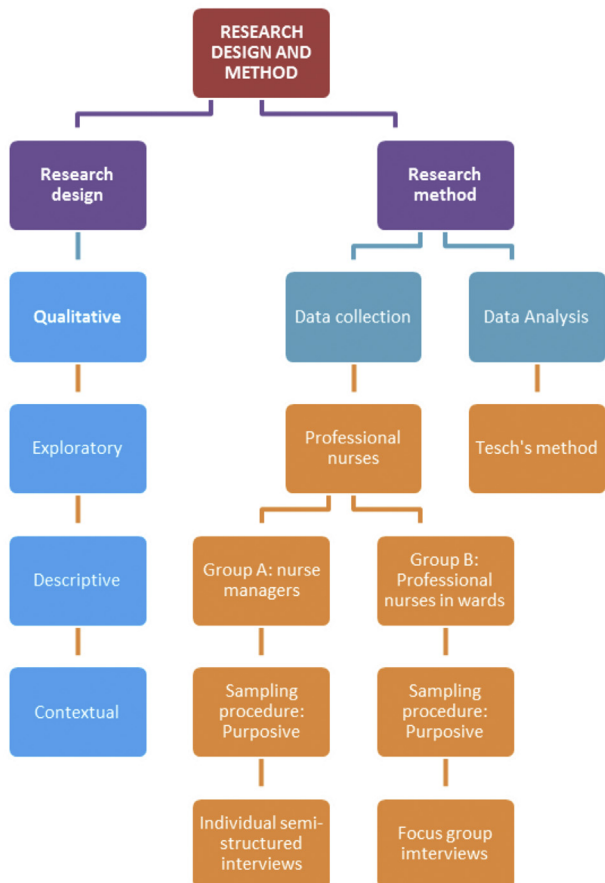 RESEARCH
DESIGN AND
METHOD
Research
design
Research
method
Qualitative
Data collection
Data Analysis
Exploratory
Professional
nurses
Tesch's method
Descriptive
Group A: nurse
managers
Group B:
Professional
nurses in wards
Contextual
Sampling
procedure:
Purposive
Sampling
procedure:
Purposive
Individual semi-
structured
interviews
Focus group
imterviews